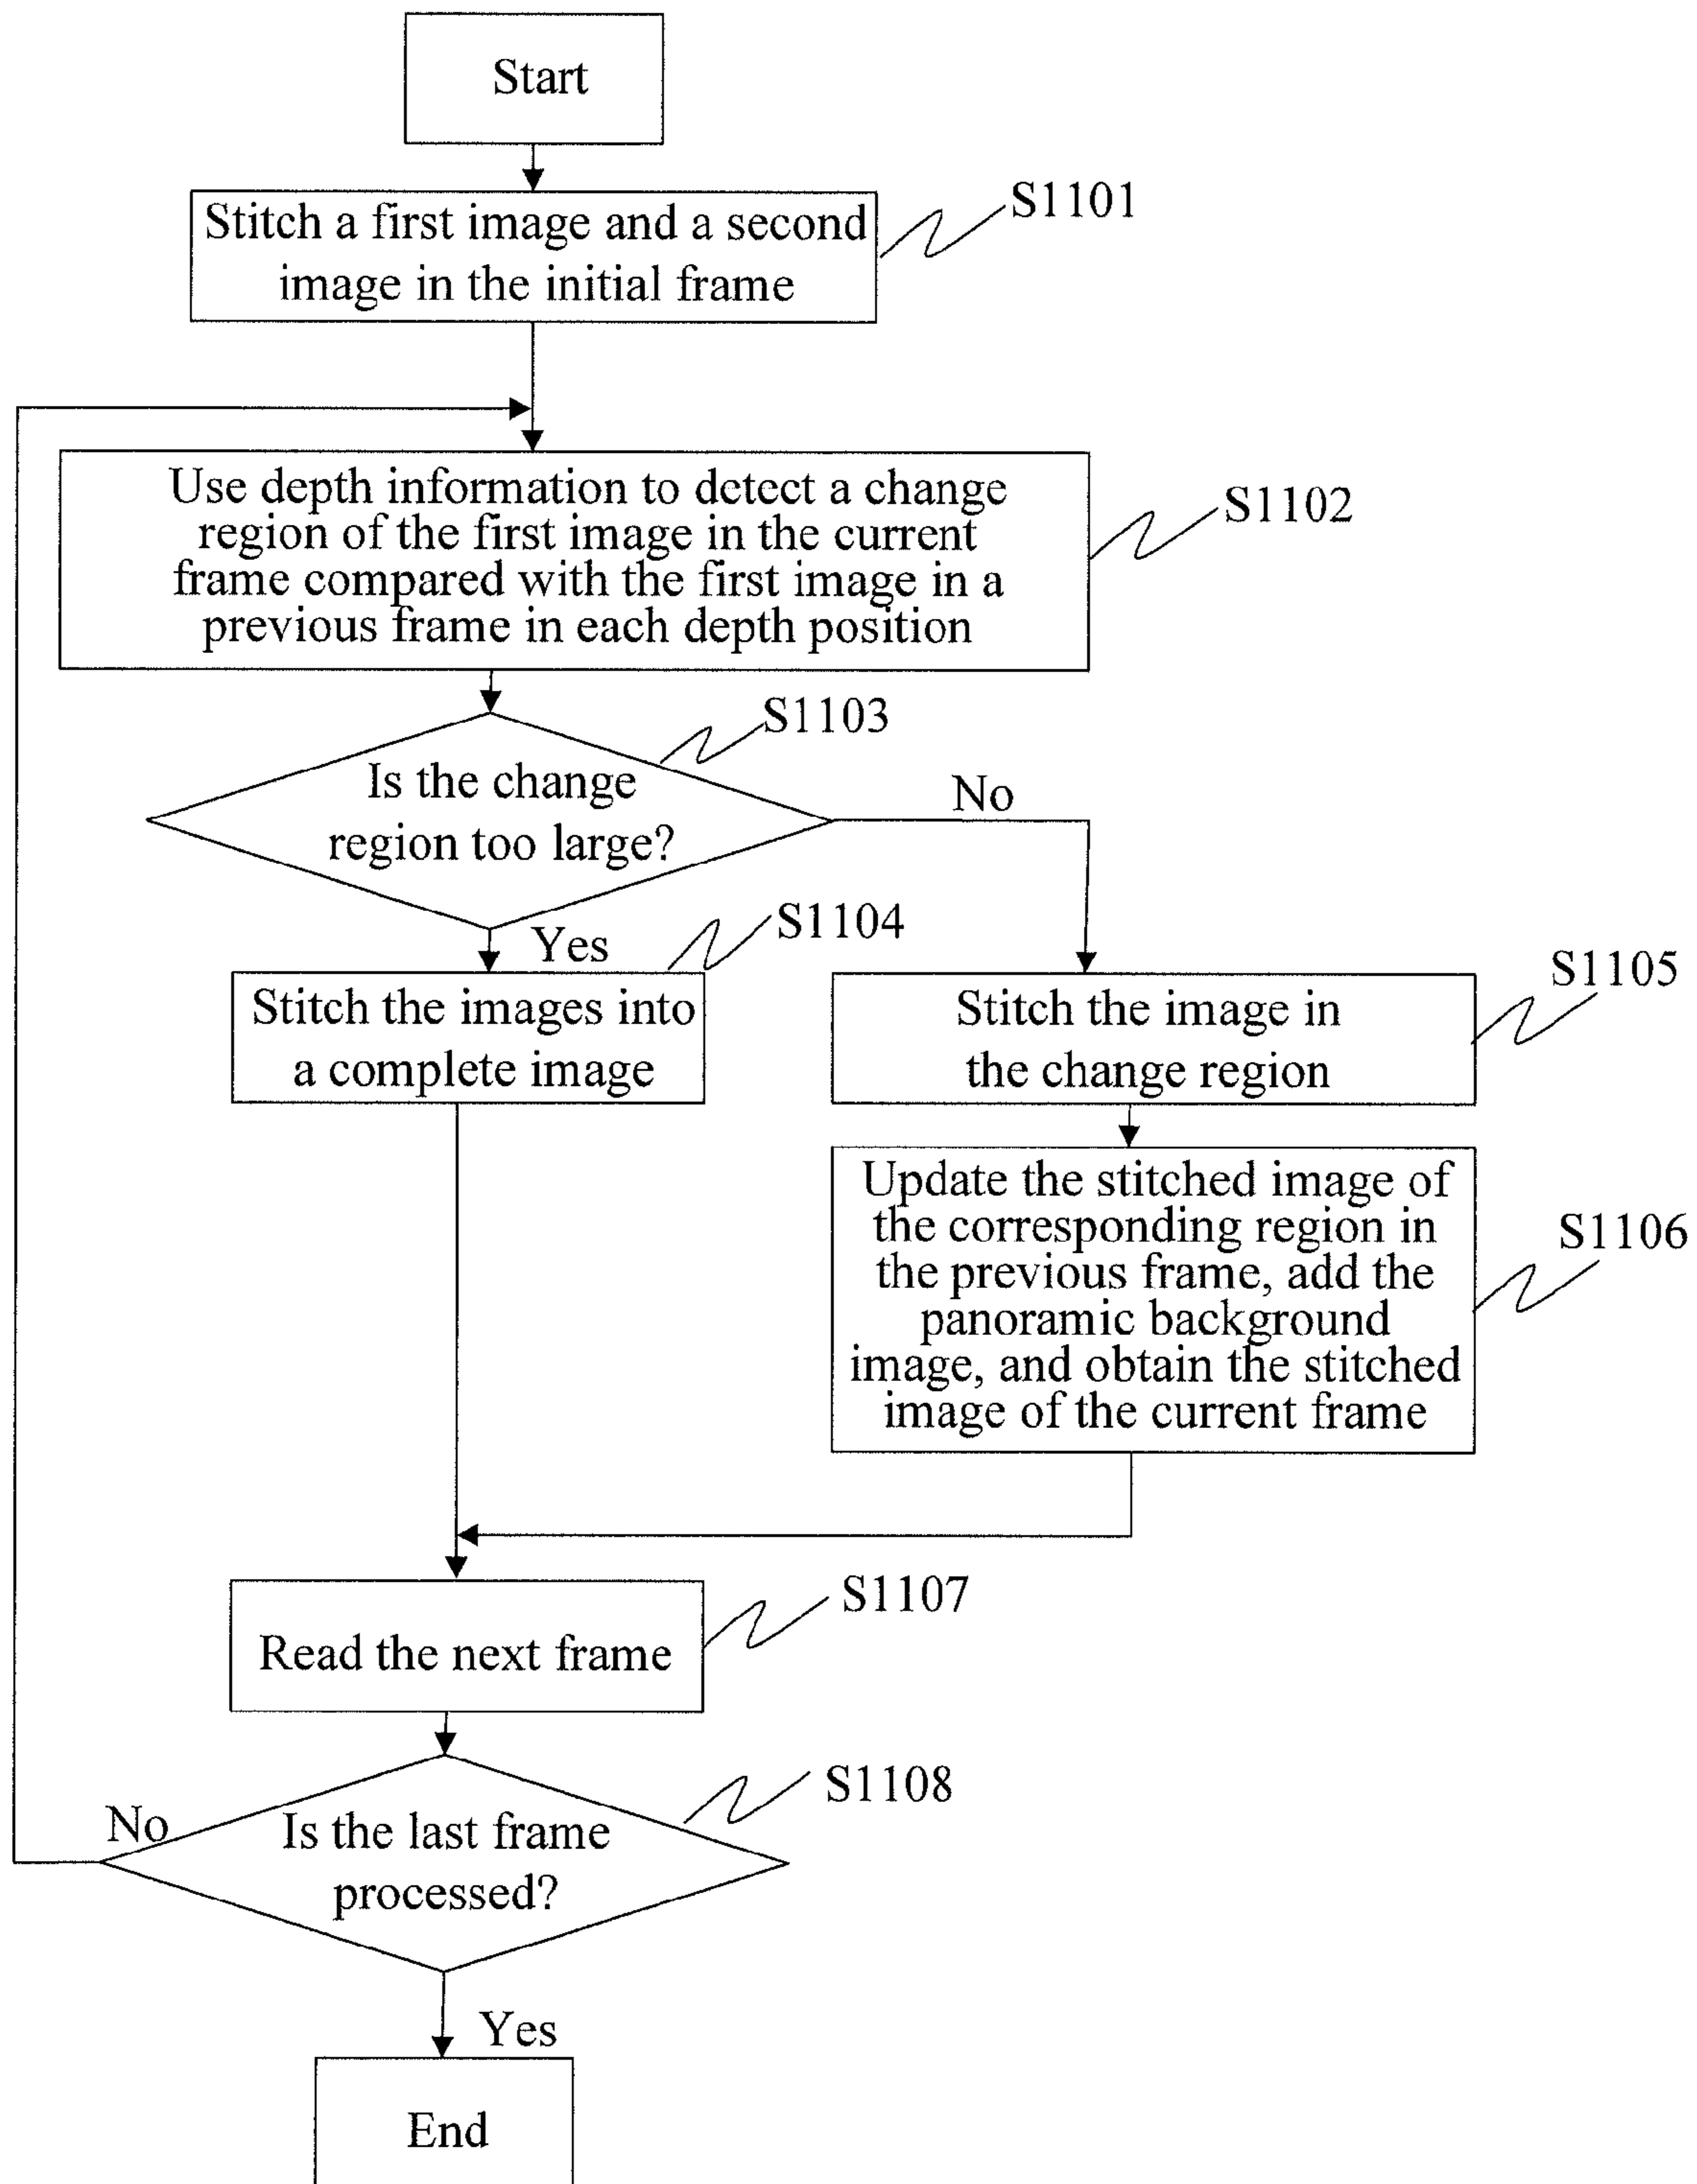 Start
Stitch a first image and a second
image in the initial frame
S1101
Use depth information to detect a change
region of the first image in the current
frame compared with the first image in a
previous frame in each depth position
S1102
Is the change
region too large?
S1103
No
Yes
Stitch the images into
a complete image
S1104
Stitch the image in
the change region
S1105
Update the stitched image of
the corresponding region in
the previous frame, add the
panoramic background
image, and obtain the stitched
image of the current frame
S1106
Read the next frame
S1107
Is the last frame
processed?
S1108
No
Yes
End